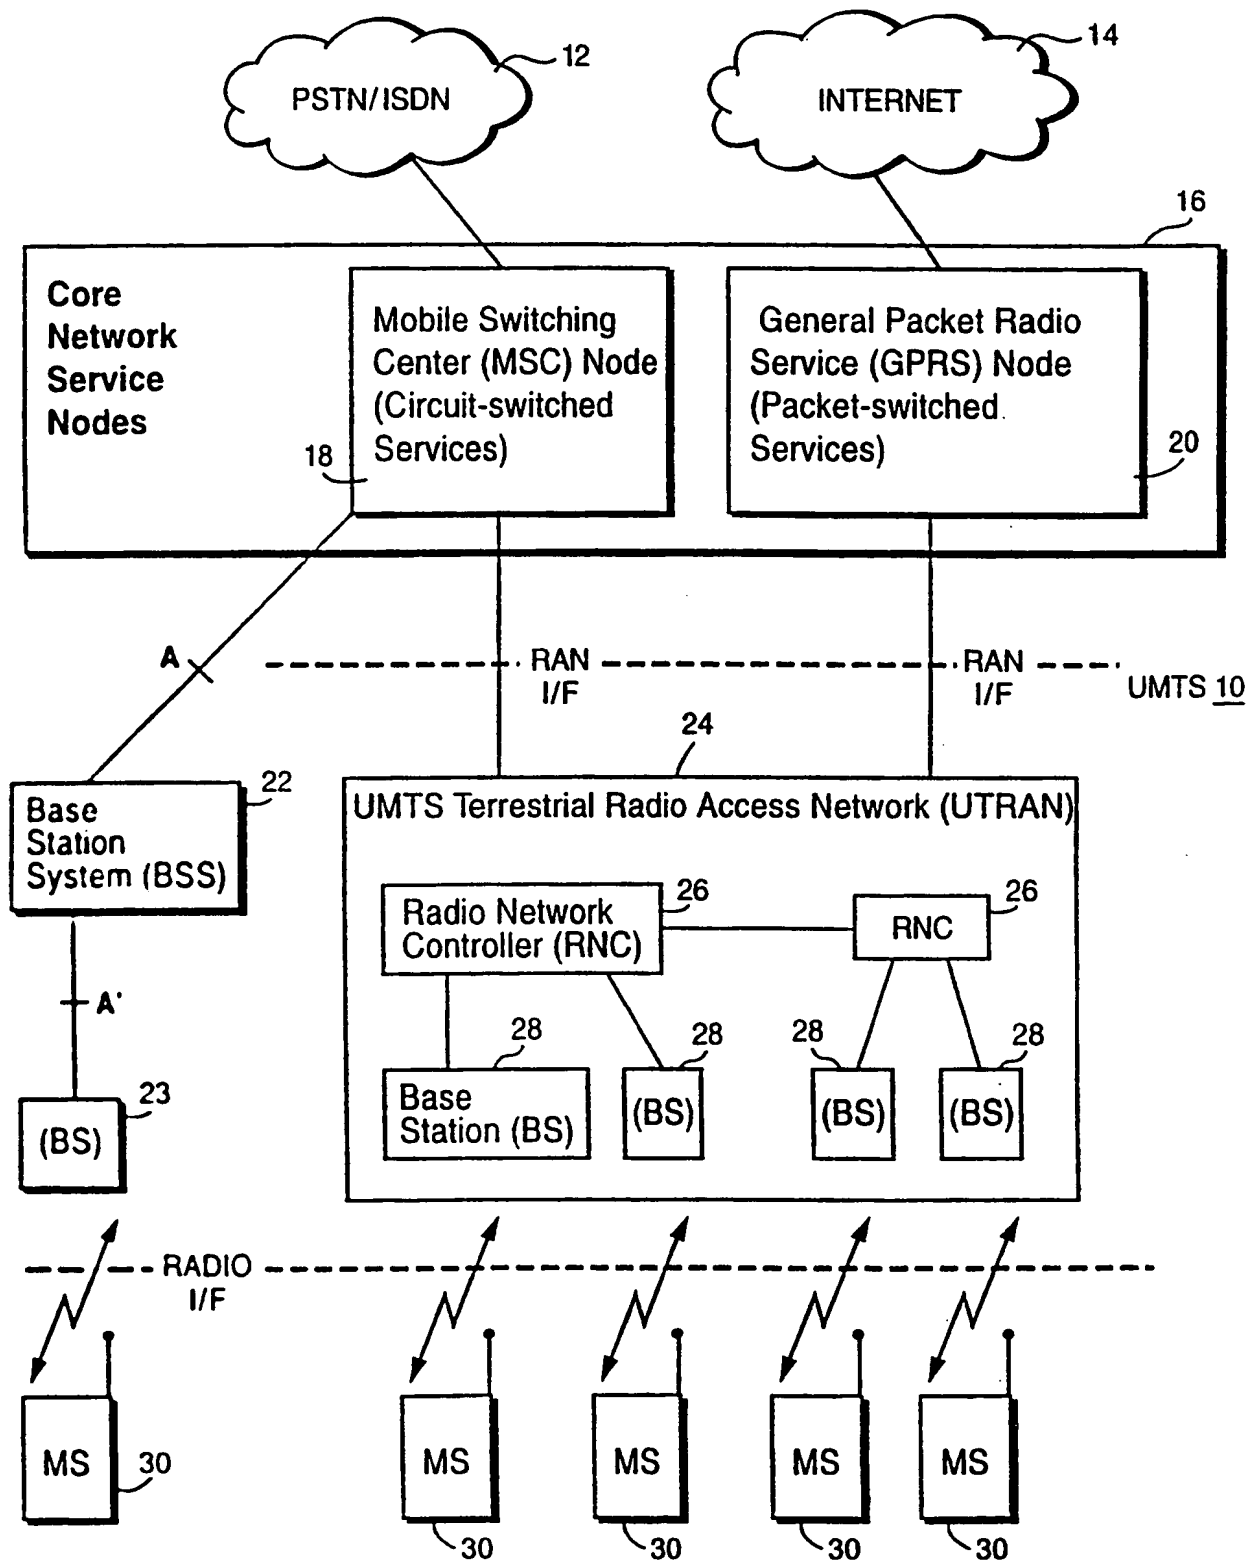 12
14
PSTN/ISDN
INTERNET
16
Core
Network
Service
Nodes
Mobile Switching
Center (MSC) Node
(Circuit-switched
Services)
18
General Packet Radio
Service (GPRS) Node
(Packet-switched
Services)
20
A
RAN
I/F
RAN
I/F
UMTS 10
24
22
Base
Station
System (BSS)
UMTS Terrestrial Radio Access Network (UTRAN)
Radio Network
Controller (RNC)
26
RNC
26
A'
28
28
28
28
23
(BS)
Base
Station (BS)
(BS)
(BS)
(BS)
RADIO
I/F
MS
30
MS
30
MS
30
MS
30
MS
30